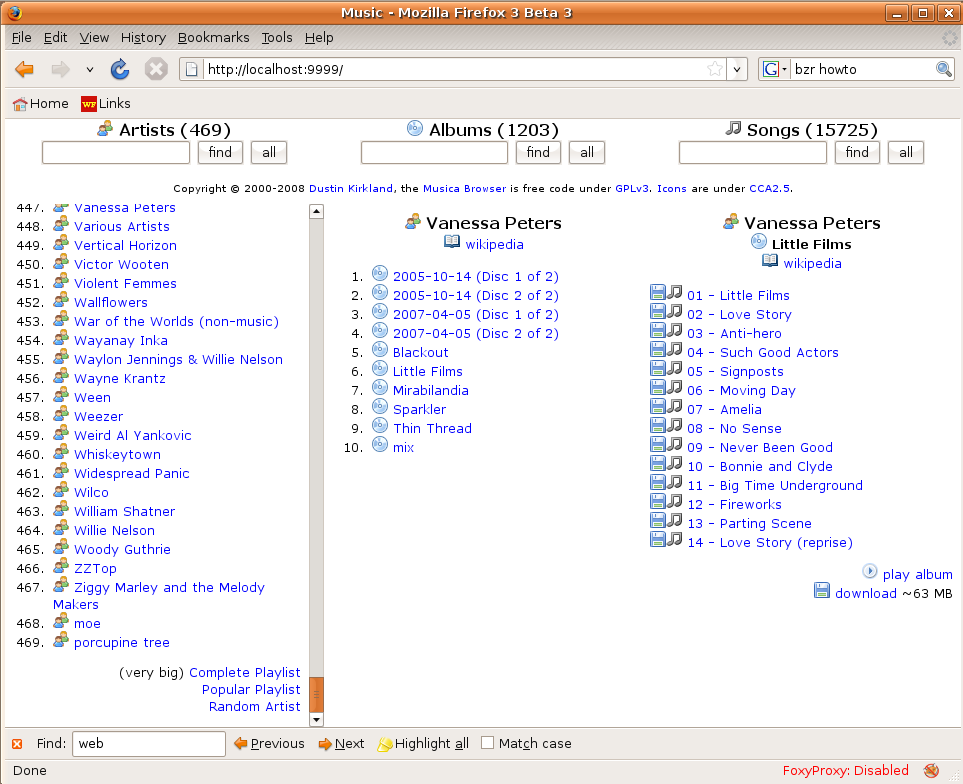 Music - Mozilla Firefox 3 Beta 3
File Edit View History Bookmarks Tools Help
http://localhost:9999/
G bzr howto
Home WF Links
Artists (469)
find all
Albums (1203)
find all
Songs (15725)
find all
Copyright © 2000-2008 Dustin Kirkland, the Musica Browser is free code under GPLv3. Icons are under CCA2.5.
447. Vanessa Peters
448. Various Artists
449. Vertical Horizon
450. Victor Wooten
451. Violent Femmes
452. Wallflowers
453. War of the Worlds (non-music)
454. Wayanay Inka
455. Waylon Jennings & Willie Nelson
456. Wayne Krantz
457. Ween
458. Weezer
459. Weird Al Yankovic
460. Whiskeytown
461. Widespread Panic
462. Wilco
463. William Shatner
464. Willie Nelson
465. Woody Guthrie
466. ZZTop
467. Ziggy Marley and the Melody
Makers
468. moe
469. porcupine tree
(very big) Complete Playlist
Popular Playlist
Random Artist
Vanessa Peters
wikipedia
1. 2005-10-14 (Disc 1 of 2)
2. 2005-10-14 (Disc 2 of 2)
3. 2007-04-05 (Disc 1 of 2)
4. 2007-04-05 (Disc 2 of 2)
5. Blackout
6. Little Films
7. Mirabilandia
8. Sparkler
9. Thin Thread
10. mix
Vanessa Peters
Little Films
wikipedia
01 - Little Films
02 - Love Story
03 - Anti-hero
04 - Such Good Actors
05 - Signposts
06 - Moving Day
07 - Amelia
08 - No Sense
09 - Never Been Good
10 - Bonnie and Clyde
11 - Big Time Underground
12 - Fireworks
13 - Parting Scene
14 - Love Story (reprise)
play album
download ~63 MB
Find: web Previous Next Highlight all Match case
Done
FoxyProxy: Disabled